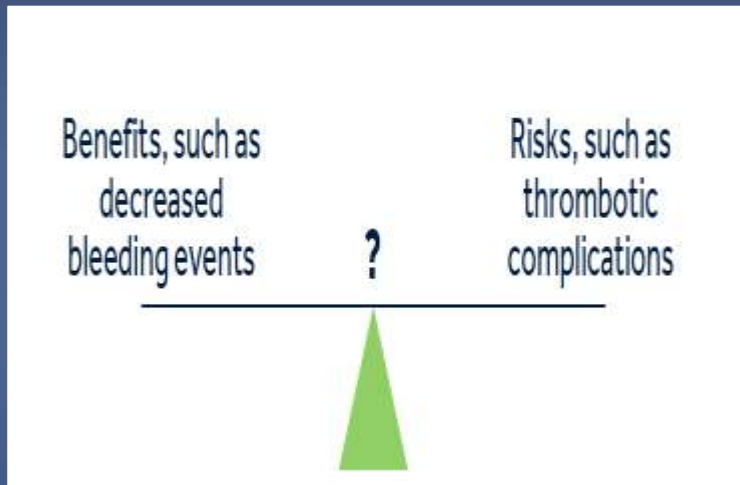 Benefits, such as
decreased
bleeding events
?
Risks, such as
thrombotic
complications